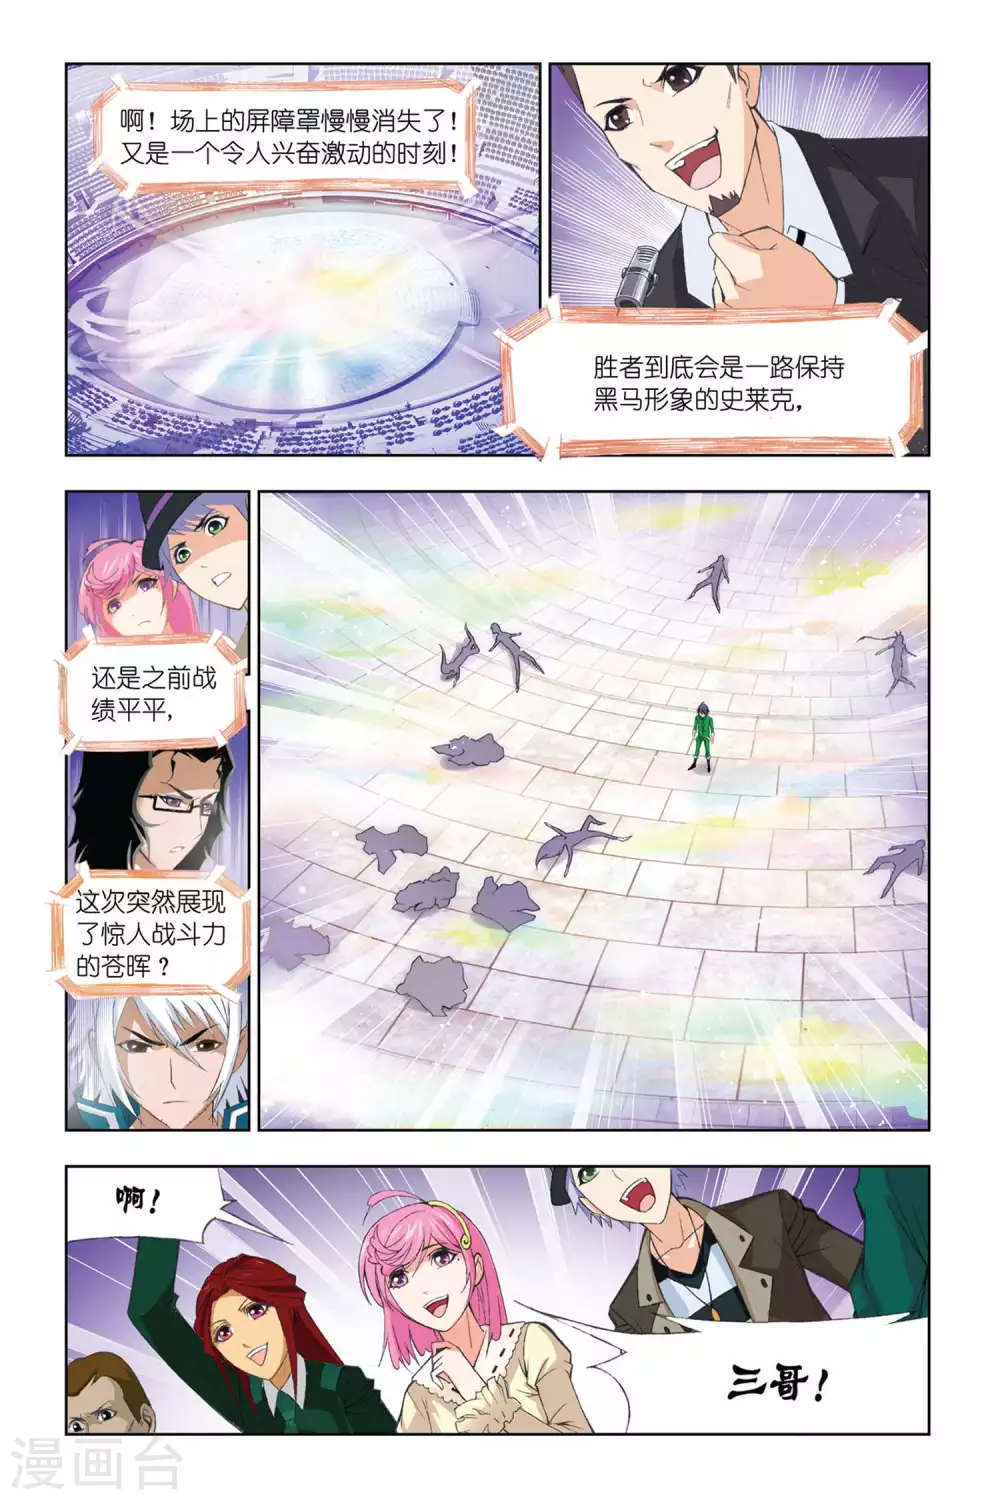 啊！场上的屏障罩慢慢消失了！
又是一个令人兴奋激动的时刻！
胜者到底会是一路保持
黑马形象的史莱克，
还是之前战
绩平平，
这次突然展现
了惊人战斗力
的苍晖？
啊！
三哥！
漫画台